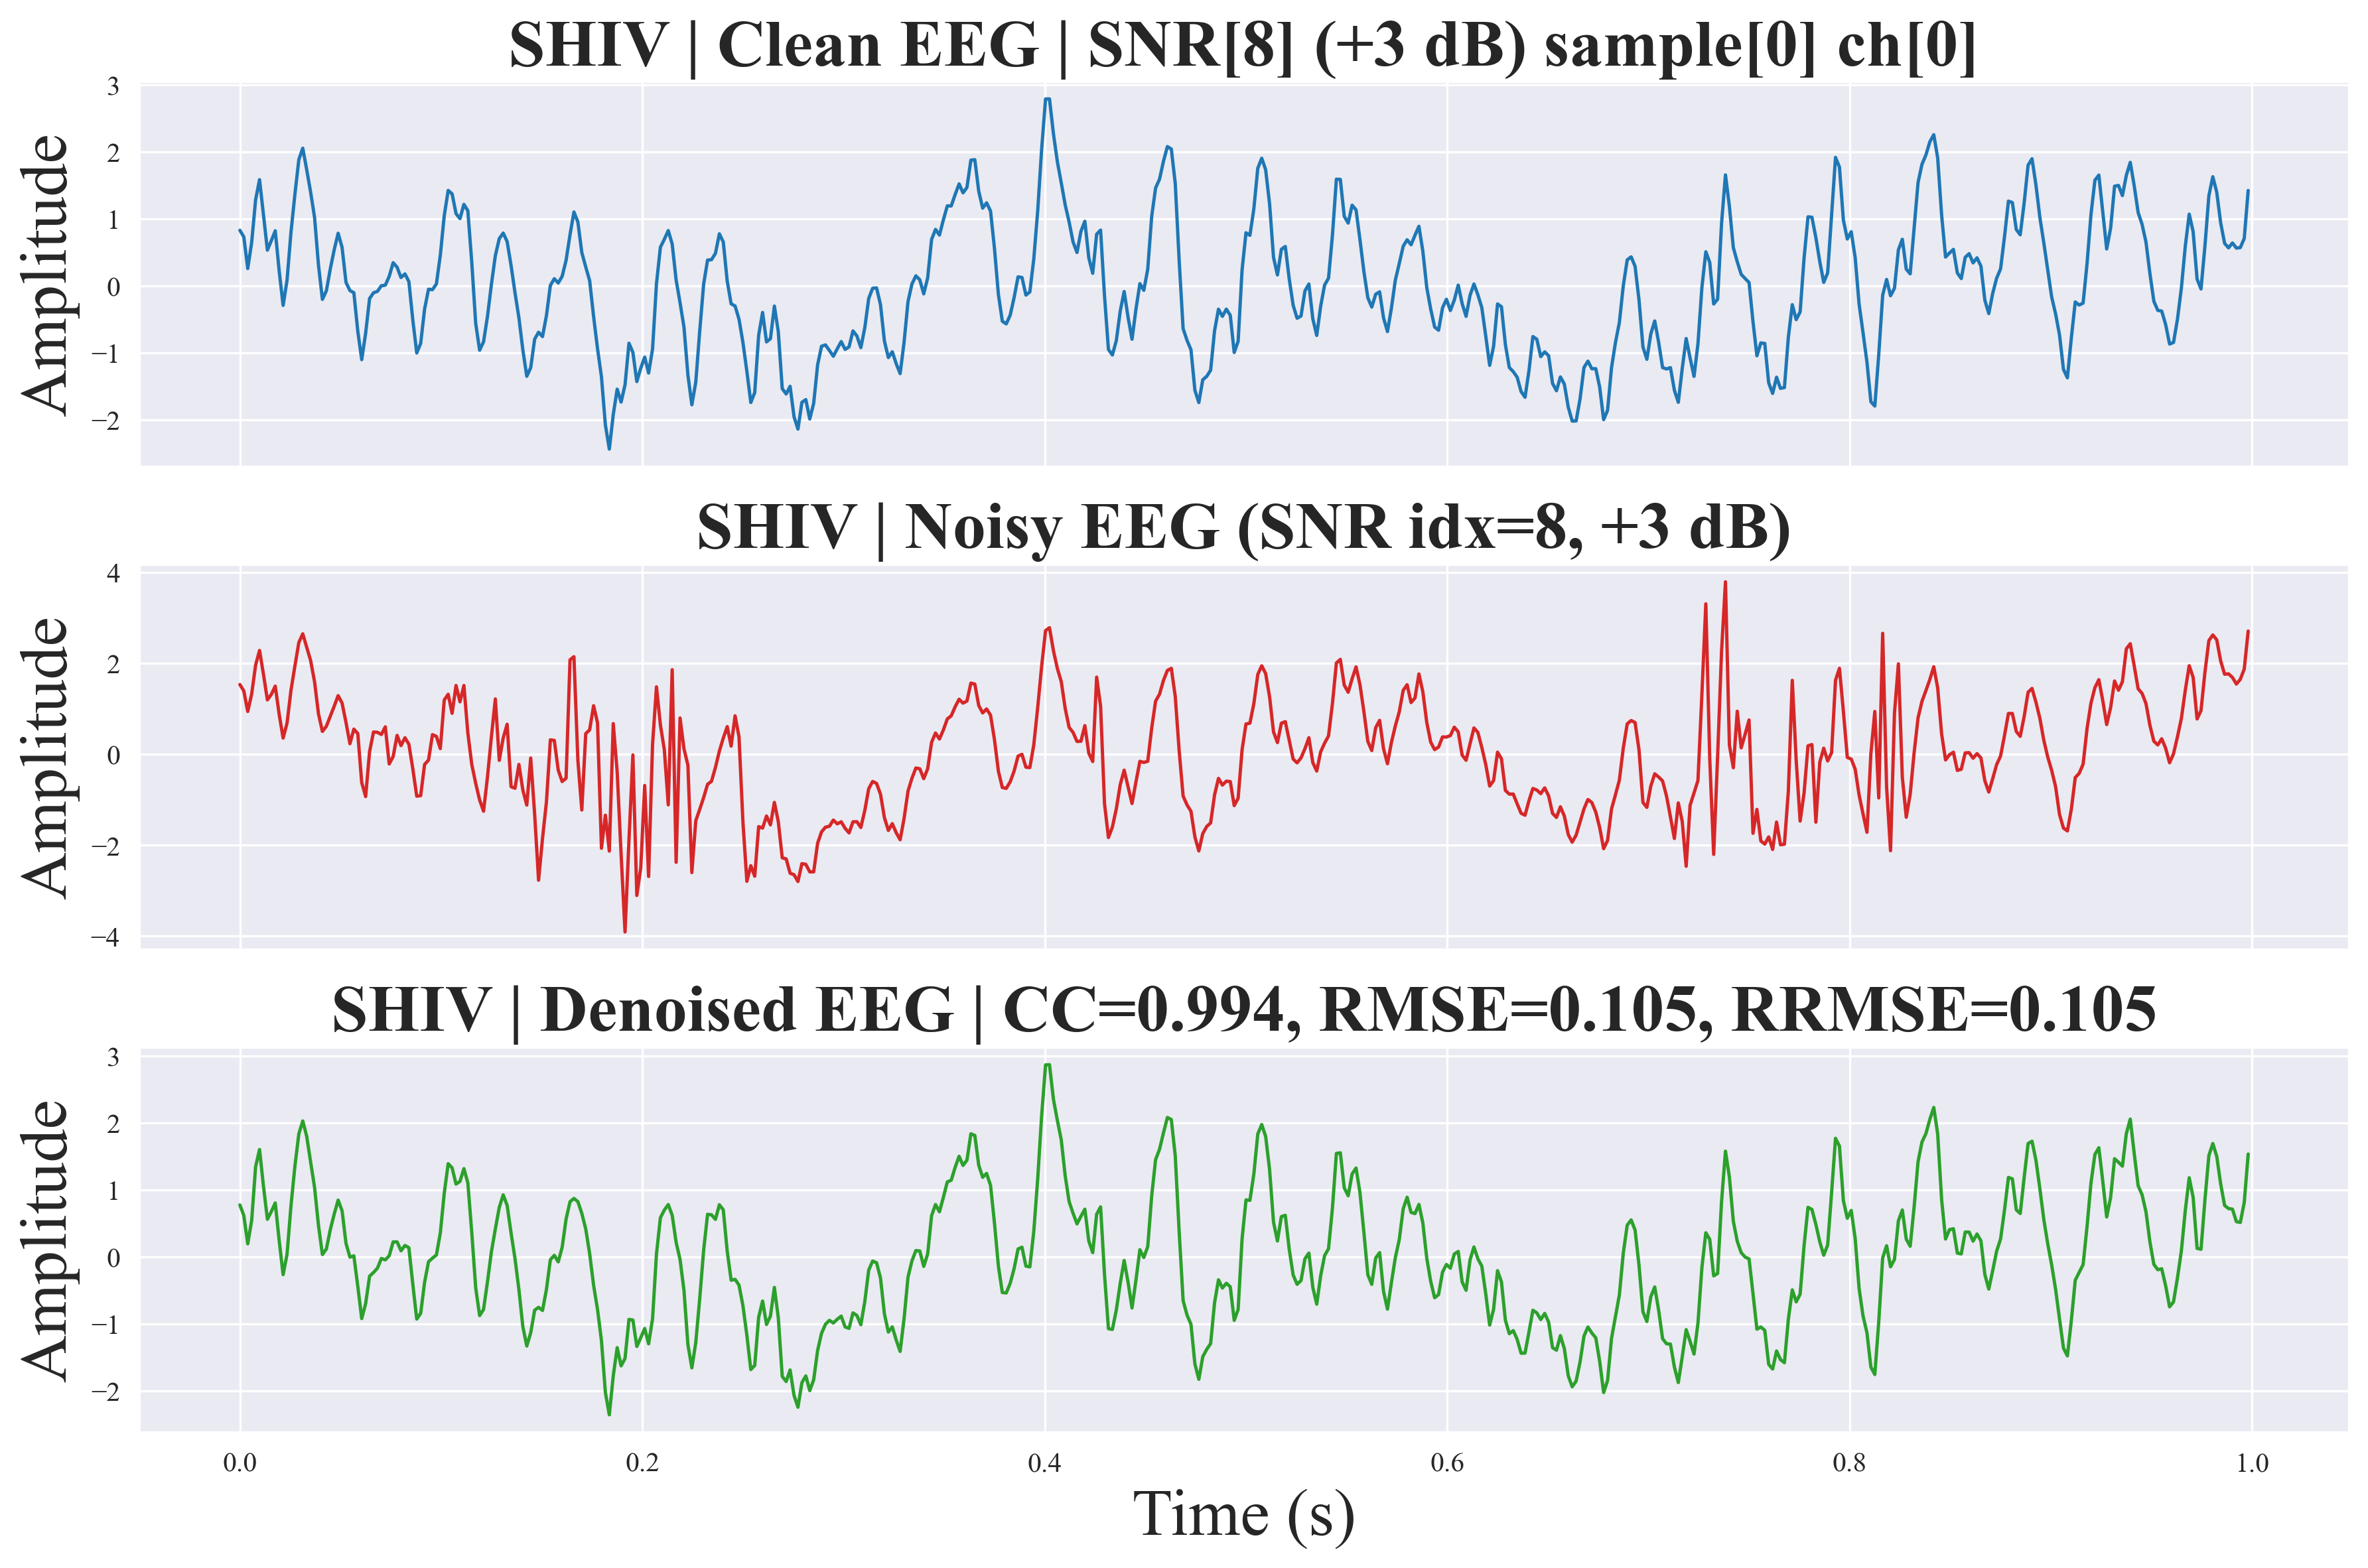 SHIV | Clean EEG | SNR[8] (+3 dB) sample[0] ch[0]
3
2
1
0
−1
−2
Amplitude
SHIV | Noisy EEG (SNR idx=8, +3 dB)
4
2
0
−2
−4
Amplitude
SHIV | Denoised EEG | CC=0.994, RMSE=0.105, RRMSE=0.105
3
2
1
0
−1
−2
Amplitude
0.0 0.2 0.4 0.6 0.8 1.0
Time (s)